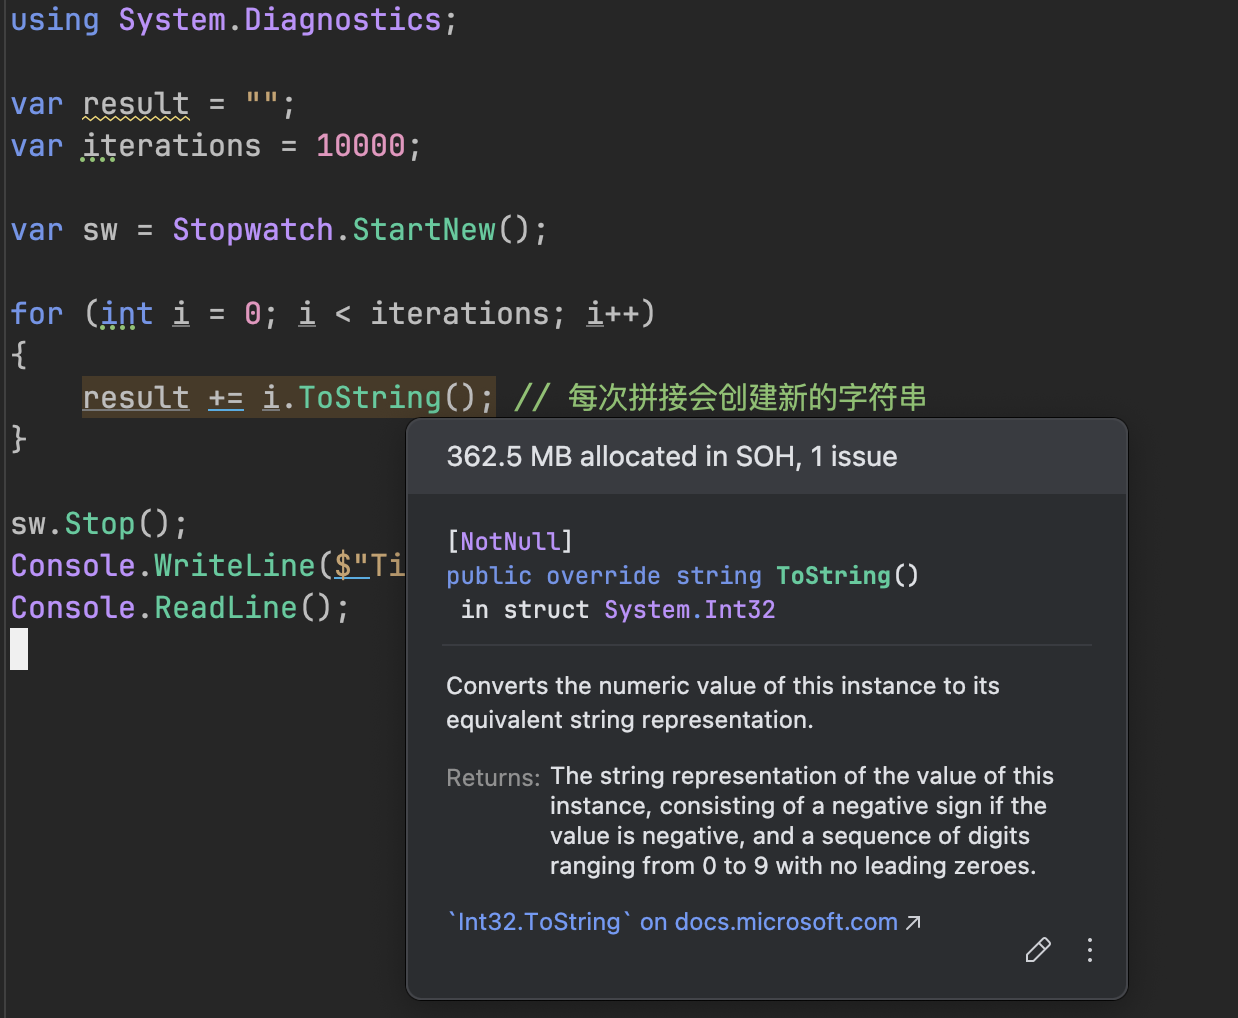 using System.Diagnostics;
var result = "";
var iterations = 10000;
var sw = Stopwatch.StartNew();
for (int i = 0; i < iterations; i++)
{
result += i.ToString(); // 每次拼接会创建新的字符串
}
sw.Stop();
Console.WriteLine($"Ti
Console.ReadLine();
362.5 MB allocated in SOH, 1 issue
[NotNull]
public override string ToString()
in struct System.Int32
Converts the numeric value of this instance to its
equivalent string representation.
Returns: The string representation of the value of this
instance, consisting of a negative sign if the
value is negative, and a sequence of digits
ranging from 0 to 9 with no leading zeroes.
`Int32.ToString` on docs.microsoft.com